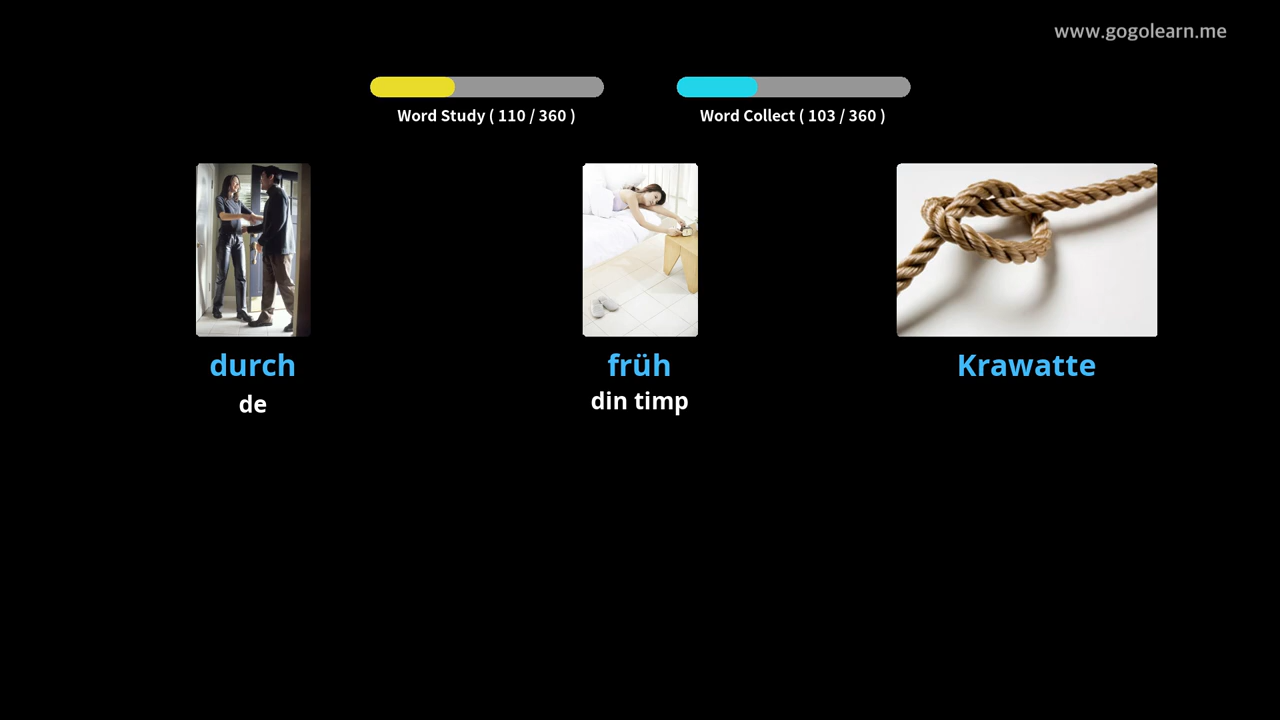 www.gogolearn.me
Word Study ( 110 / 360 )
Word Collect ( 103 / 360 )
durch
früh
Krawatte
de
din timp